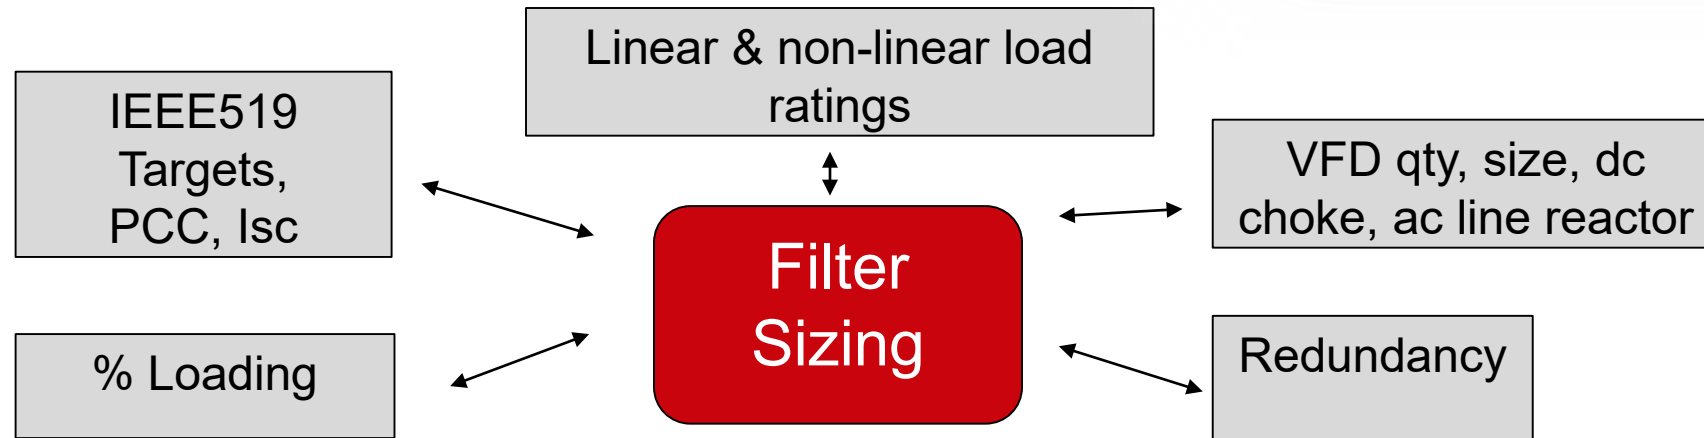 Linear & non-linear load
ratings
IEEE519
Targets,
PCC, Isc
VFD qty, size, dc
choke, ac line reactor
Filter
Sizing
% Loading
Redundancy